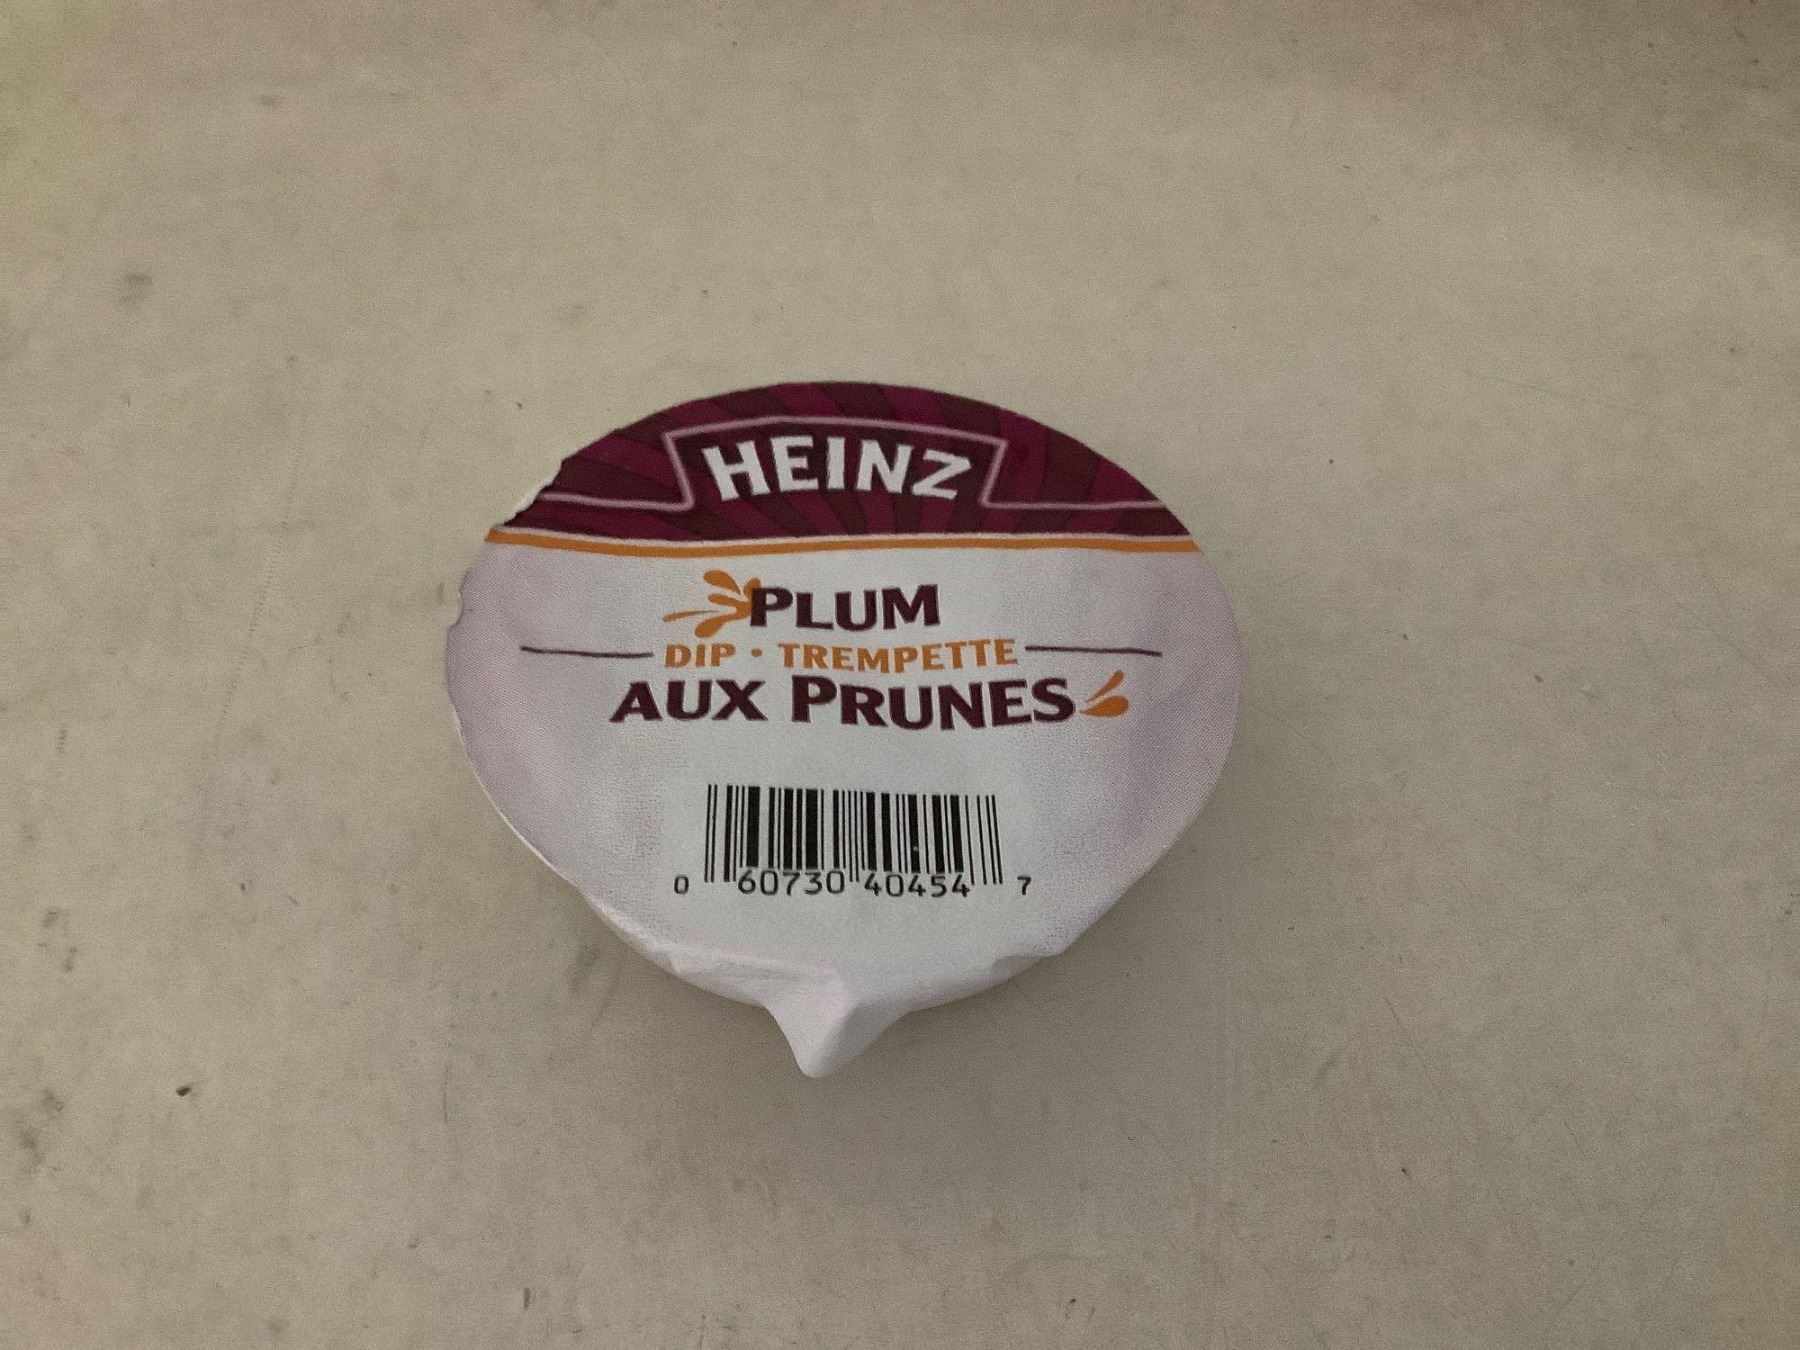 HEINZ
PLUM
DIP • TREMPETTE
AUX PRUNES
0 60730 40454 7